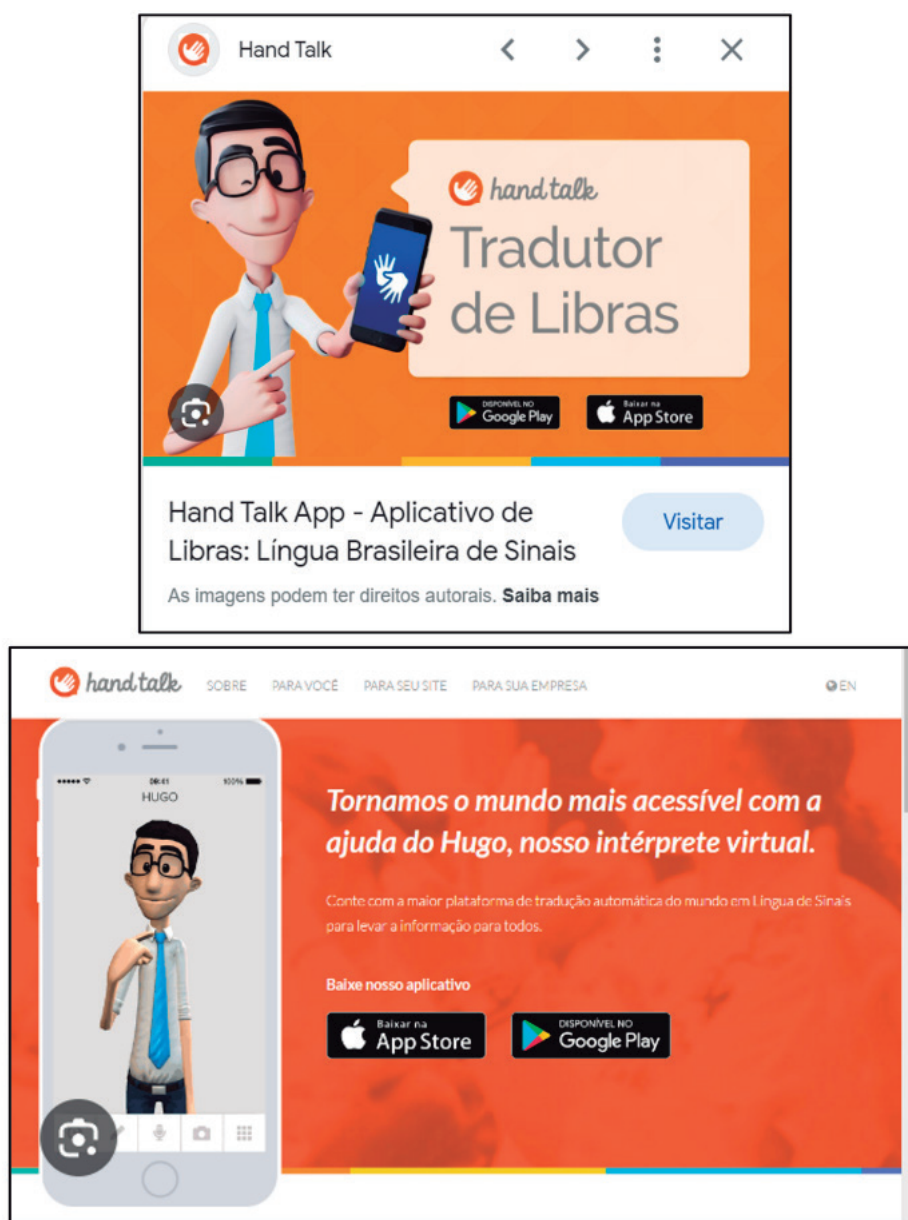 Hand Talk
hand talk
Tradutor
de Libras
DISPONÍVEL NO
Google Play
Baixar na
App Store
Hand Talk App - Aplicativo de
Libras: Língua Brasileira de Sinais
Visitar
As imagens podem ter direitos autorais. Saiba mais
hand talk SOBRE PARA VOCÊ PARA SEU SITE PARA SUA EMPRESA EN
09:41 100%
HUGO
Tornamos o mundo mais acessível com a
ajuda do Hugo, nosso intérprete virtual.
Conte com a maior plataforma de tradução automática do mundo em Língua de Sinais
para levar a informação para todos.
Baixe nosso aplicativo
Baixar na
App Store
DISPONÍVEL NO
Google Play